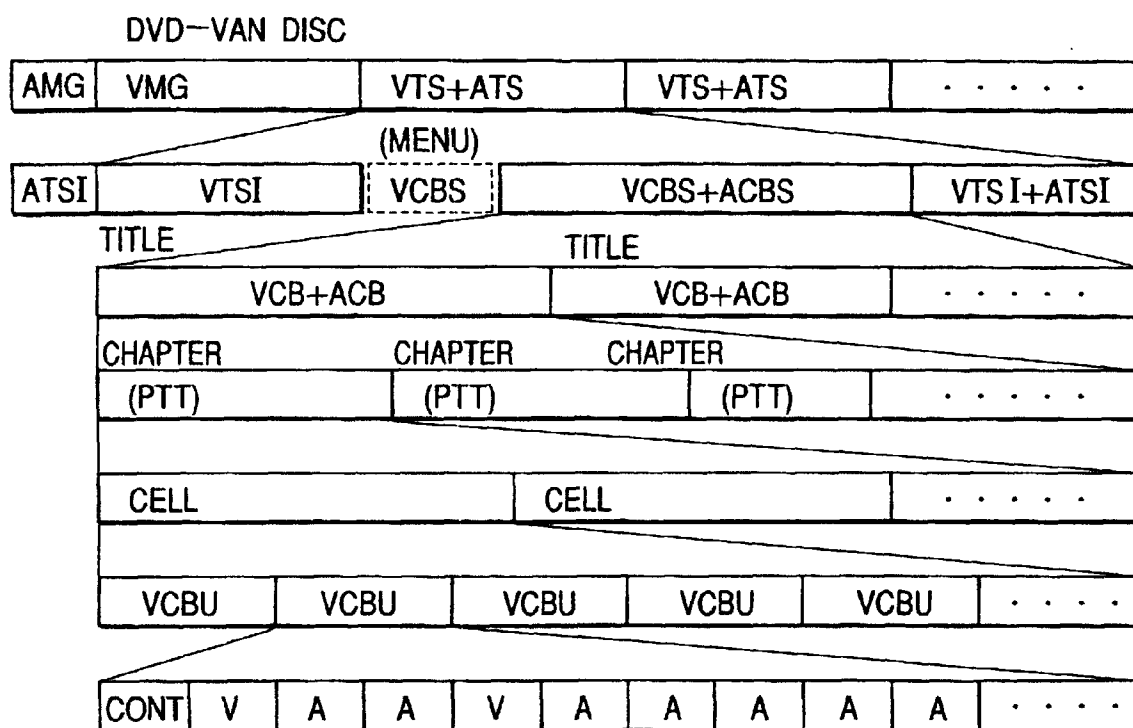 DVD-VAN DISC
AMG VMG VTS+ATS VTS+ATS . . . . .
(MENU)
ATSI VTSI VCBS VCBS+ACBS VTSI+ATSI
TITLE TITLE
VCB+ACB VCB+ACB . . . . .
CHAPTER CHAPTER CHAPTER
(PTT) (PTT) (PTT) . . . . .
CELL CELL . . . . .
VCBU VCBU VCBU VCBU VCBU . . . .
CONT V A A V A A A A A . . . .